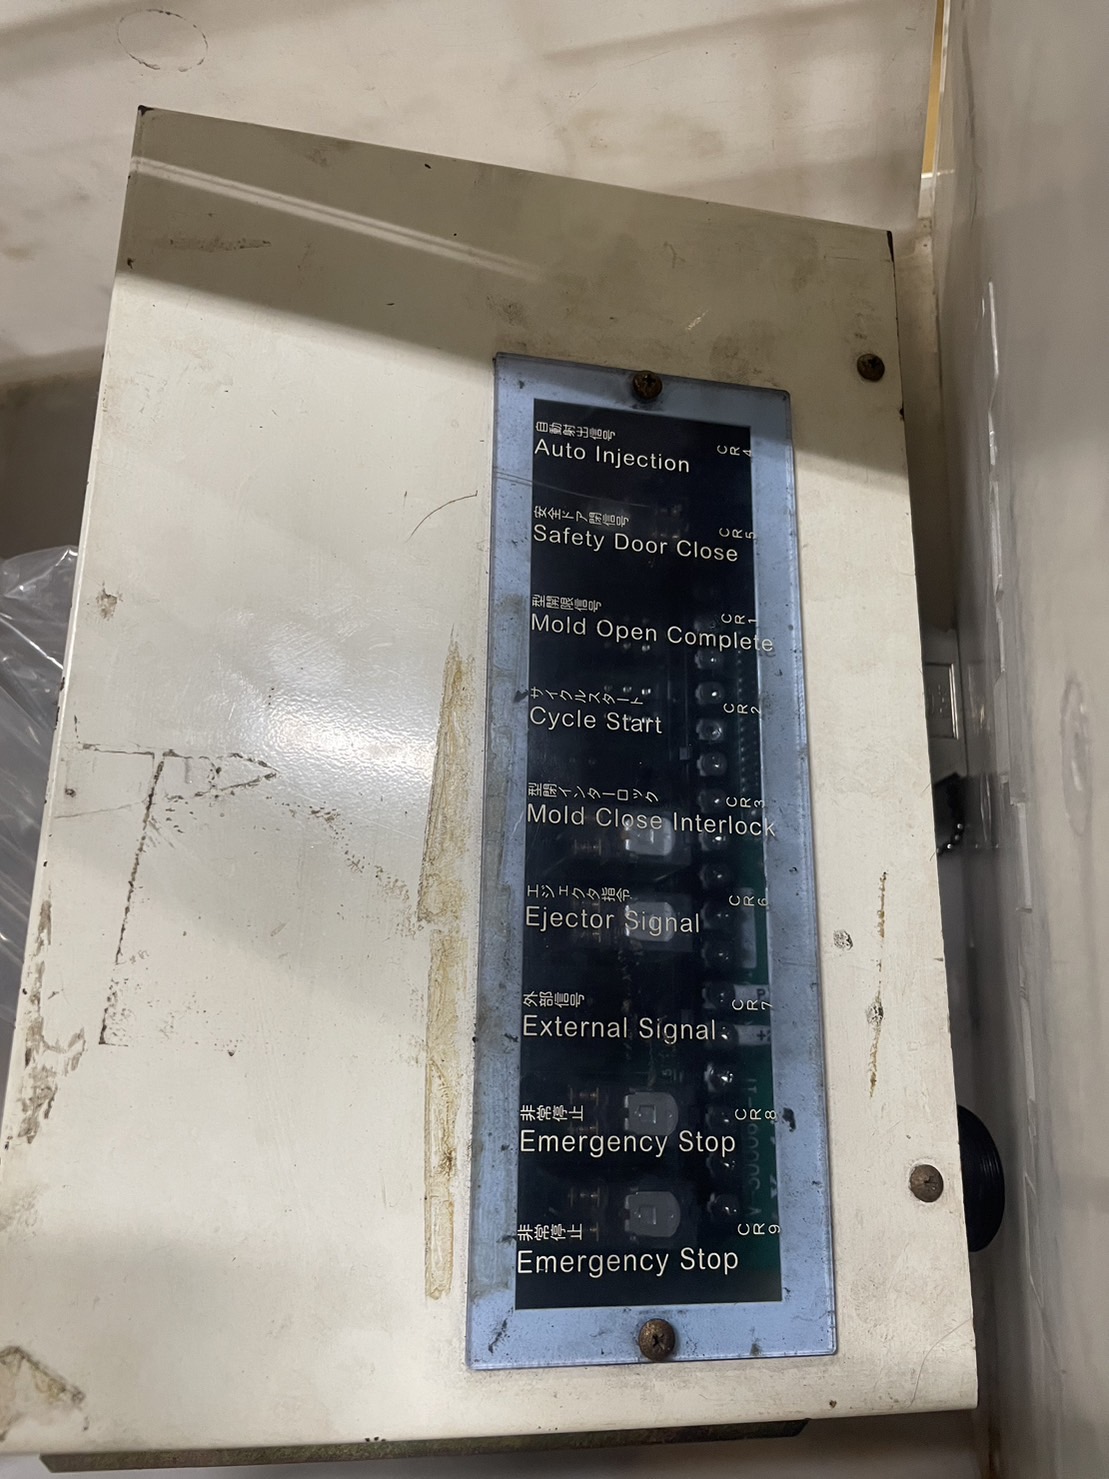 自動射出信号
Auto Injection
CR4
安全ドア閉信号
Safety Door Close
CR5
型開限信号
Mold Open Complete
CR1
サイクルスタート
Cycle Start
CR2
型閉インターロック
Mold Close Interlock
CR3
エジェクタ指令
Ejector Signal
CR6
外部信号
External Signal
CR7
非常停止
Emergency Stop
CR8
非常停止
Emergency Stop
CR9